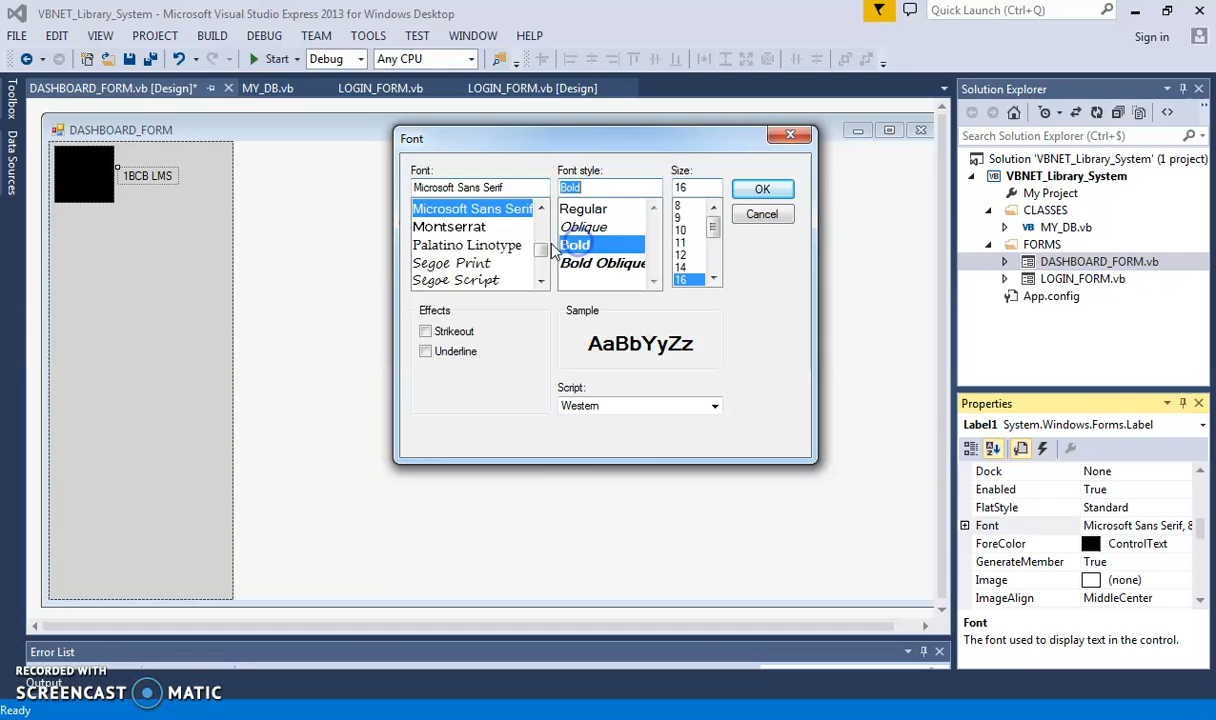 VBNET_Library_System - Microsoft Visual Studio Express 2013 for Windows Desktop
Quick Launch (Ctrl+Q)
FILE EDIT VIEW PROJECT BUILD DEBUG TEAM TOOLS TEST WINDOW HELP
Sign in
Start Debug Any CPU
Toolbox
Data Sources
DASHBOARD_FORM.vb [Design]* MY_DB.vb LOGIN_FORM.vb LOGIN_FORM.vb [Design]
DASHBOARD_FORM
1BCB LMS
Font
Font: Font style: Size:
Microsoft Sans Serif Bold 16
OK
Cancel
Microsoft Sans Serif
Montserrat
Palatino Linotype
Segoe Print
Segoe Script
Regular
Oblique
Bold
Bold Oblique
8
9
10
11
12
14
16
Effects
Strikeout
Underline
Sample
AaBbYyZz
Script:
Western
Solution Explorer
Search Solution Explorer (Ctrl+$)
Solution 'VBNET_Library_System' (1 project)
VBNET_Library_System
My Project
CLASSES
MY_DB.vb
FORMS
DASHBOARD_FORM.vb
LOGIN_FORM.vb
App.config
Properties
Label1 System.Windows.Forms.Label
Dock None
Enabled True
FlatStyle Standard
Font Microsoft Sans Serif, 8
ForeColor ControlText
GenerateMember True
Image (none)
ImageAlign MiddleCenter
Font
The font used to display text in the control.
Error List
Output
RECORDED WITH
SCREENCAST MATIC
Ready